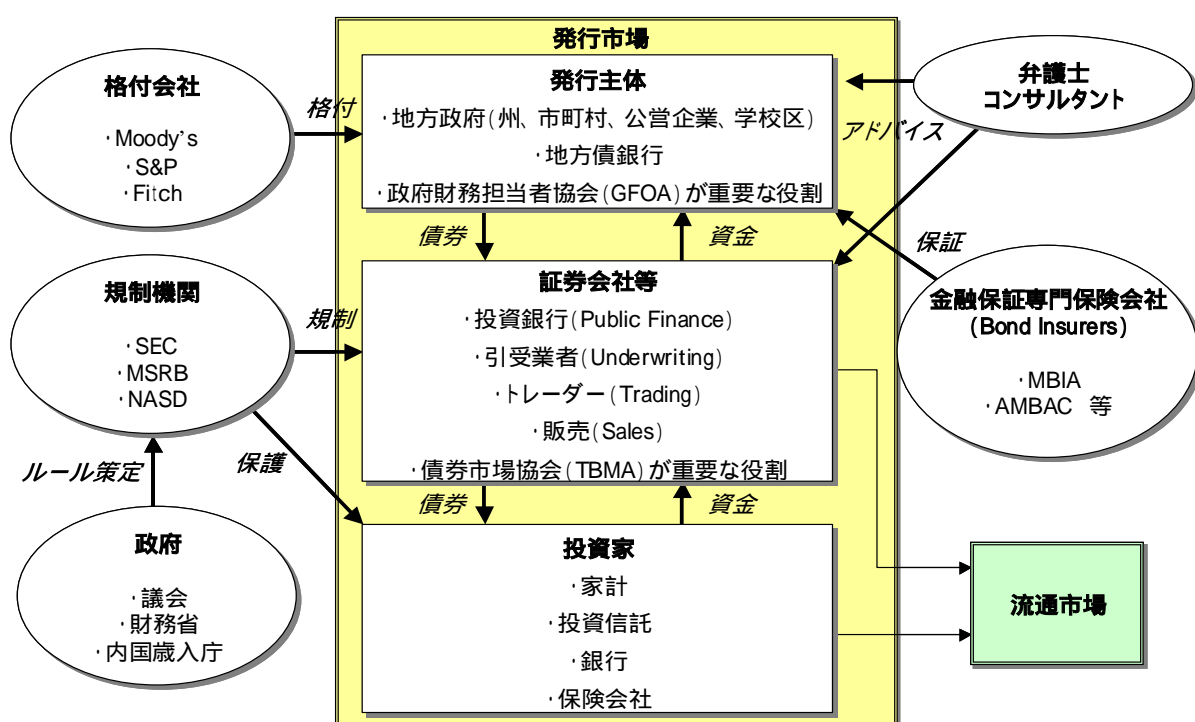 発行市場
格付会社
・Moody's
・S&P
・Fitch
格付
発行主体
・地方政府(州、市町村、公営企業、学校区)
・地方債銀行
・政府財務担当者協会(GFOA)が重要な役割
弁護士
コンサルタント
アドバイス
債券
資金
保証
規制機関
・SEC
・MSRB
・NASD
規制
証券会社等
・投資銀行(Public Finance)
・引受業者(Underwriting)
・トレーダー(Trading)
・販売(Sales)
・債券市場協会(TBMA)が重要な役割
金融保証専門保険会社
(Bond Insurers)
・MBIA
・AMBAC 等
ルール策定
保護
債券
資金
政府
・議会
・財務省
・内国歳入庁
投資家
・家計
・投資信託
・銀行
・保険会社
流通市場